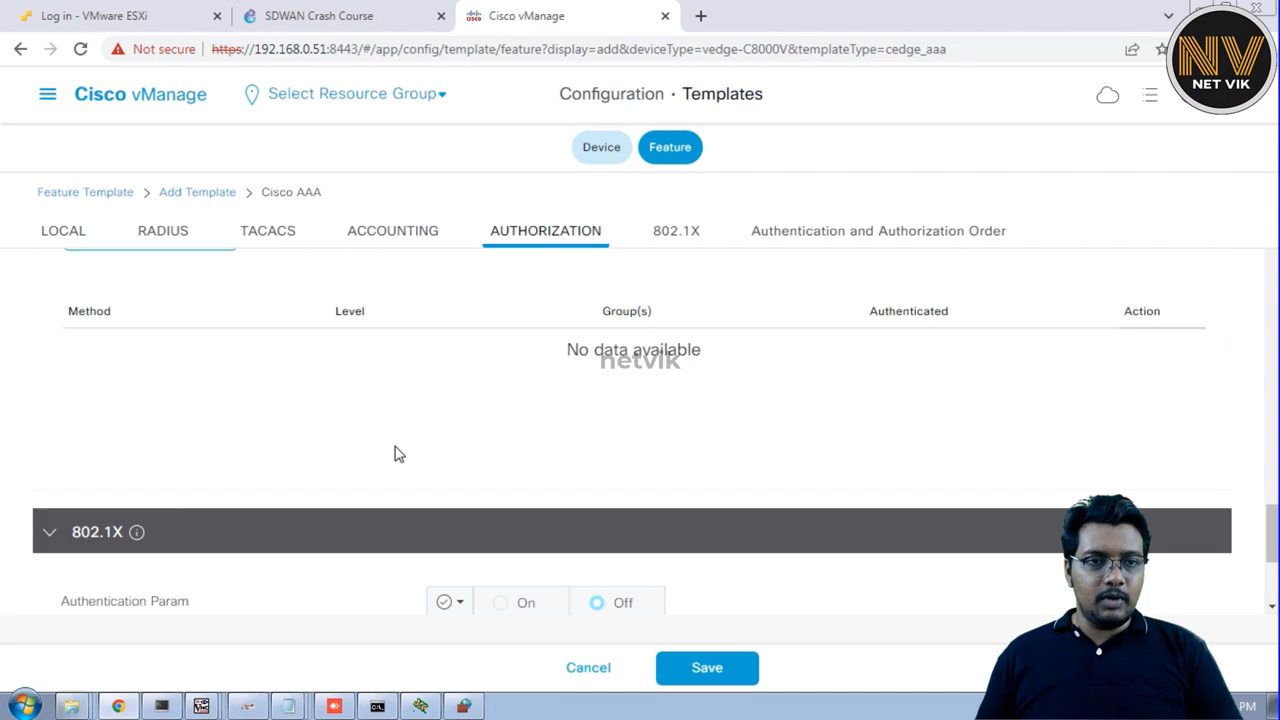 Log in - VMware ESXi
SDWAN Crash Course
Cisco vManage
Not secure https://192.168.0.51:8443/#/app/config/template/feature?display=add&deviceType=vedge-C8000V&templateType=cedge_aaa
NV
NET VIK
Cisco vManage
Select Resource Group
Configuration · Templates
Device
Feature
Feature Template > Add Template > Cisco AAA
LOCAL RADIUS TACACS ACCOUNTING AUTHORIZATION 802.1X Authentication and Authorization Order
Method Level Group(s) Authenticated Action
No data available
netvik
802.1X
Authentication Param On Off
Cancel Save
PM